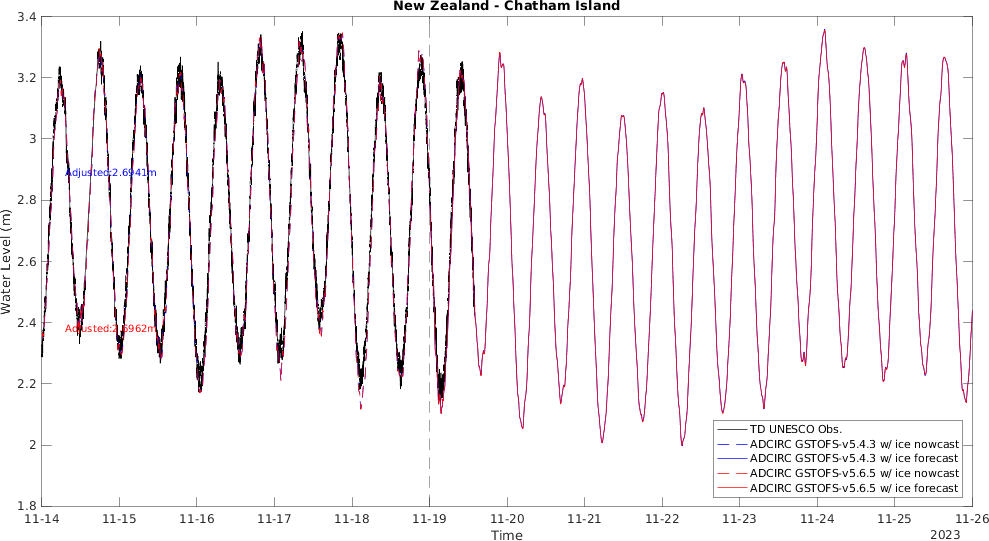 New Zealand - Chatham Island
3.4
3.2
3
2.8
2.6
2.4
2.2
2
1.8
Water Level (m)
Adjusted:2.6941m
Adjusted:2.6962m
TD UNESCO Obs.
ADCIRC GSTOFS-v5.4.3 w/ ice nowcast
ADCIRC GSTOFS-v5.4.3 w/ ice forecast
ADCIRC GSTOFS-v5.6.5 w/ ice nowcast
ADCIRC GSTOFS-v5.6.5 w/ ice forecast
11-14 11-15 11-16 11-17 11-18 11-19 11-20 11-21 11-22 11-23 11-24 11-25 11-26
Time
2023